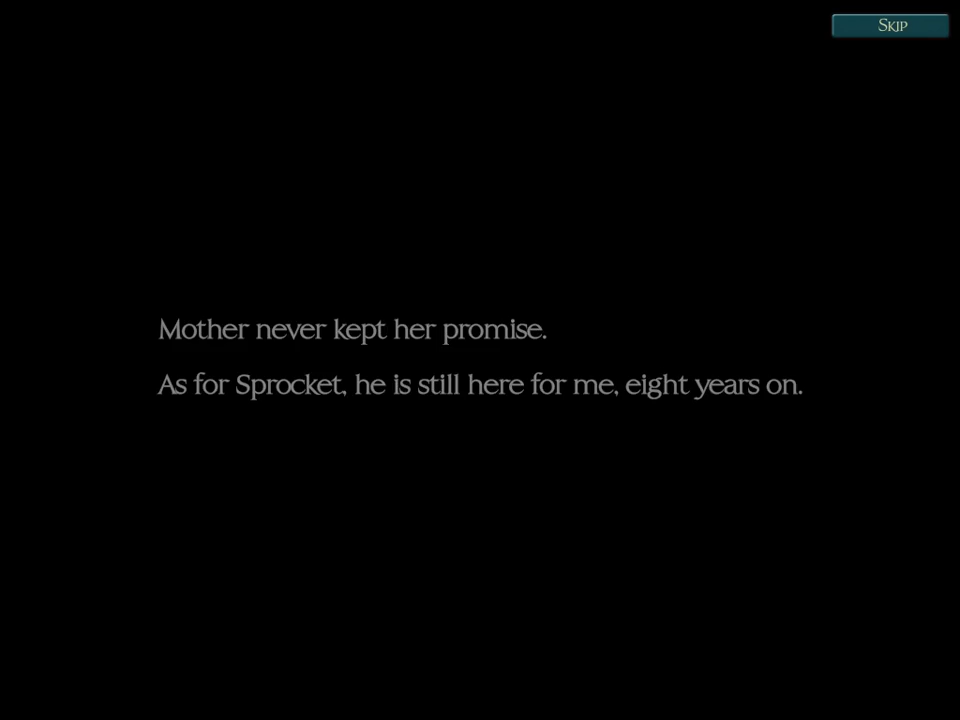 Skip
Mother never kept her promise.
As for Sprocket, he is still here for me, eight years on.